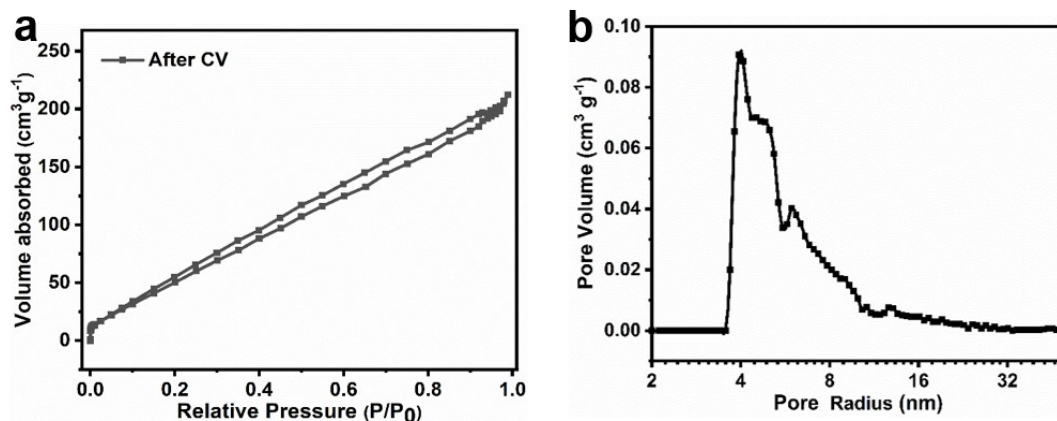 a
250
200
150
100
50
0
Volume absorbed (cm³g⁻¹)
After CV
0.0 0.2 0.4 0.6 0.8 1.0
Relative Pressure (P/P₀)
b
0.10
0.08
0.06
0.04
0.02
0.00
Pore Volume (cm³ g⁻¹)
2 4 8 16 32
Pore Radius (nm)